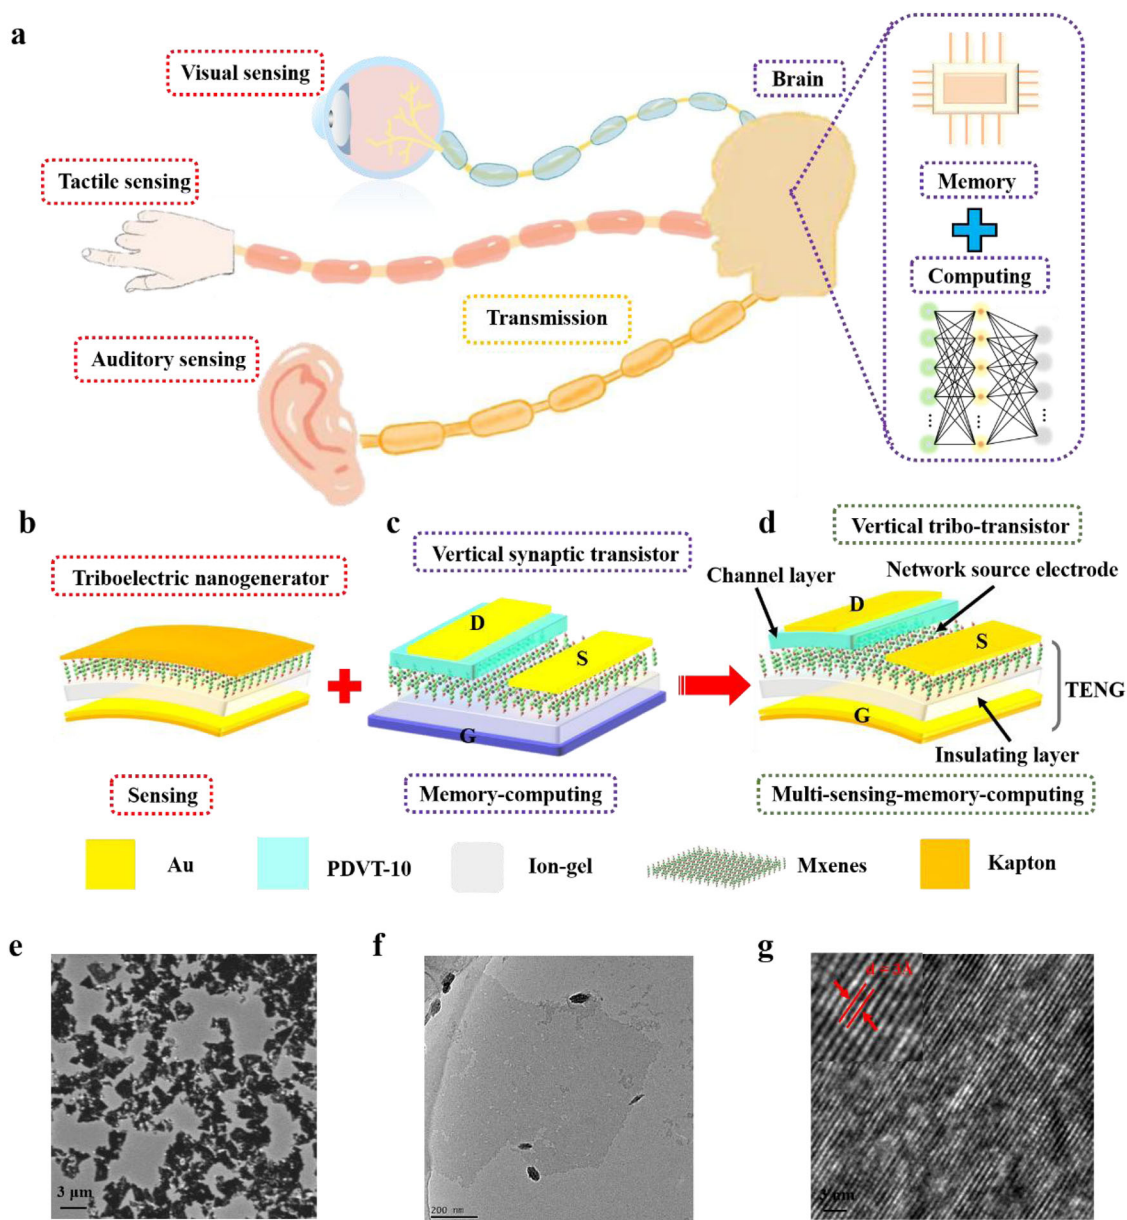 a
Visual sensing
Brain
Tactile sensing
Memory
Computing
Transmission
Auditory sensing
b
c
d
Triboelectric nanogenerator
Vertical synaptic transistor
Vertical tribo-transistor
Channel layer
Network source electrode
D
S
G
D
S
G
TENG
Insulating layer
Sensing
Memory-computing
Multi-sensing-memory-computing
Au
PDVT-10
Ion-gel
Mxenes
Kapton
e
f
g
d = 3Å
3 μm
200 nm